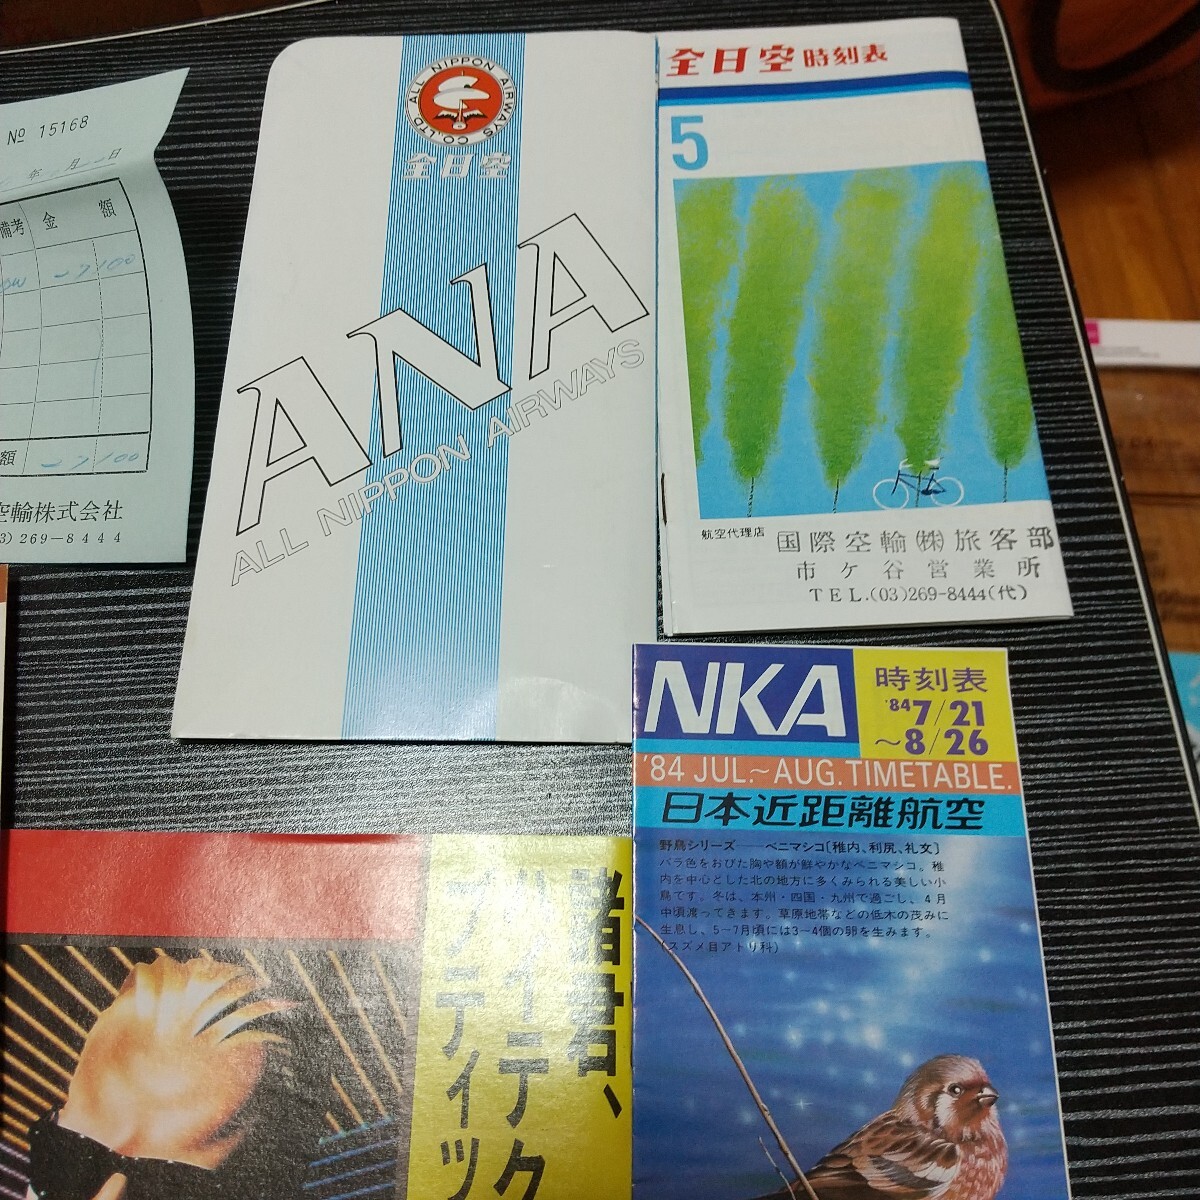 № 15168
年 月 日
備考 金 額
7100
額 7100
空輸株式会社
3)269-8444
ALL NIPPON AIRWAYS CO.LTD.
全日空
ANA
ALL NIPPON AIRWAYS
全日空 時刻表
5
航空代理店 国際空輸㈱旅客部
市ケ谷営業所
TEL.(03)269-8444(代)
NKA
時刻表
'84 7/21
～8/26
'84 JUL.～AUG.TIMETABLE.
日本近距離航空
野鳥シリーズ――ベニマシコ[稚内、利尻、礼文]
バラ色をおびた胸や額が鮮やかなベニマシコ。稚
内を中心とした北の地方に多くみられる美しい小
鳥です。冬は、本州・四国・九州で過ごし、4月
中頃渡ってきます。草原地帯などの低木の茂みに
生息し、5～7月頃には3～4個の卵を生みます。
(スズメ目アトリ科)
諸君、
ハイテク